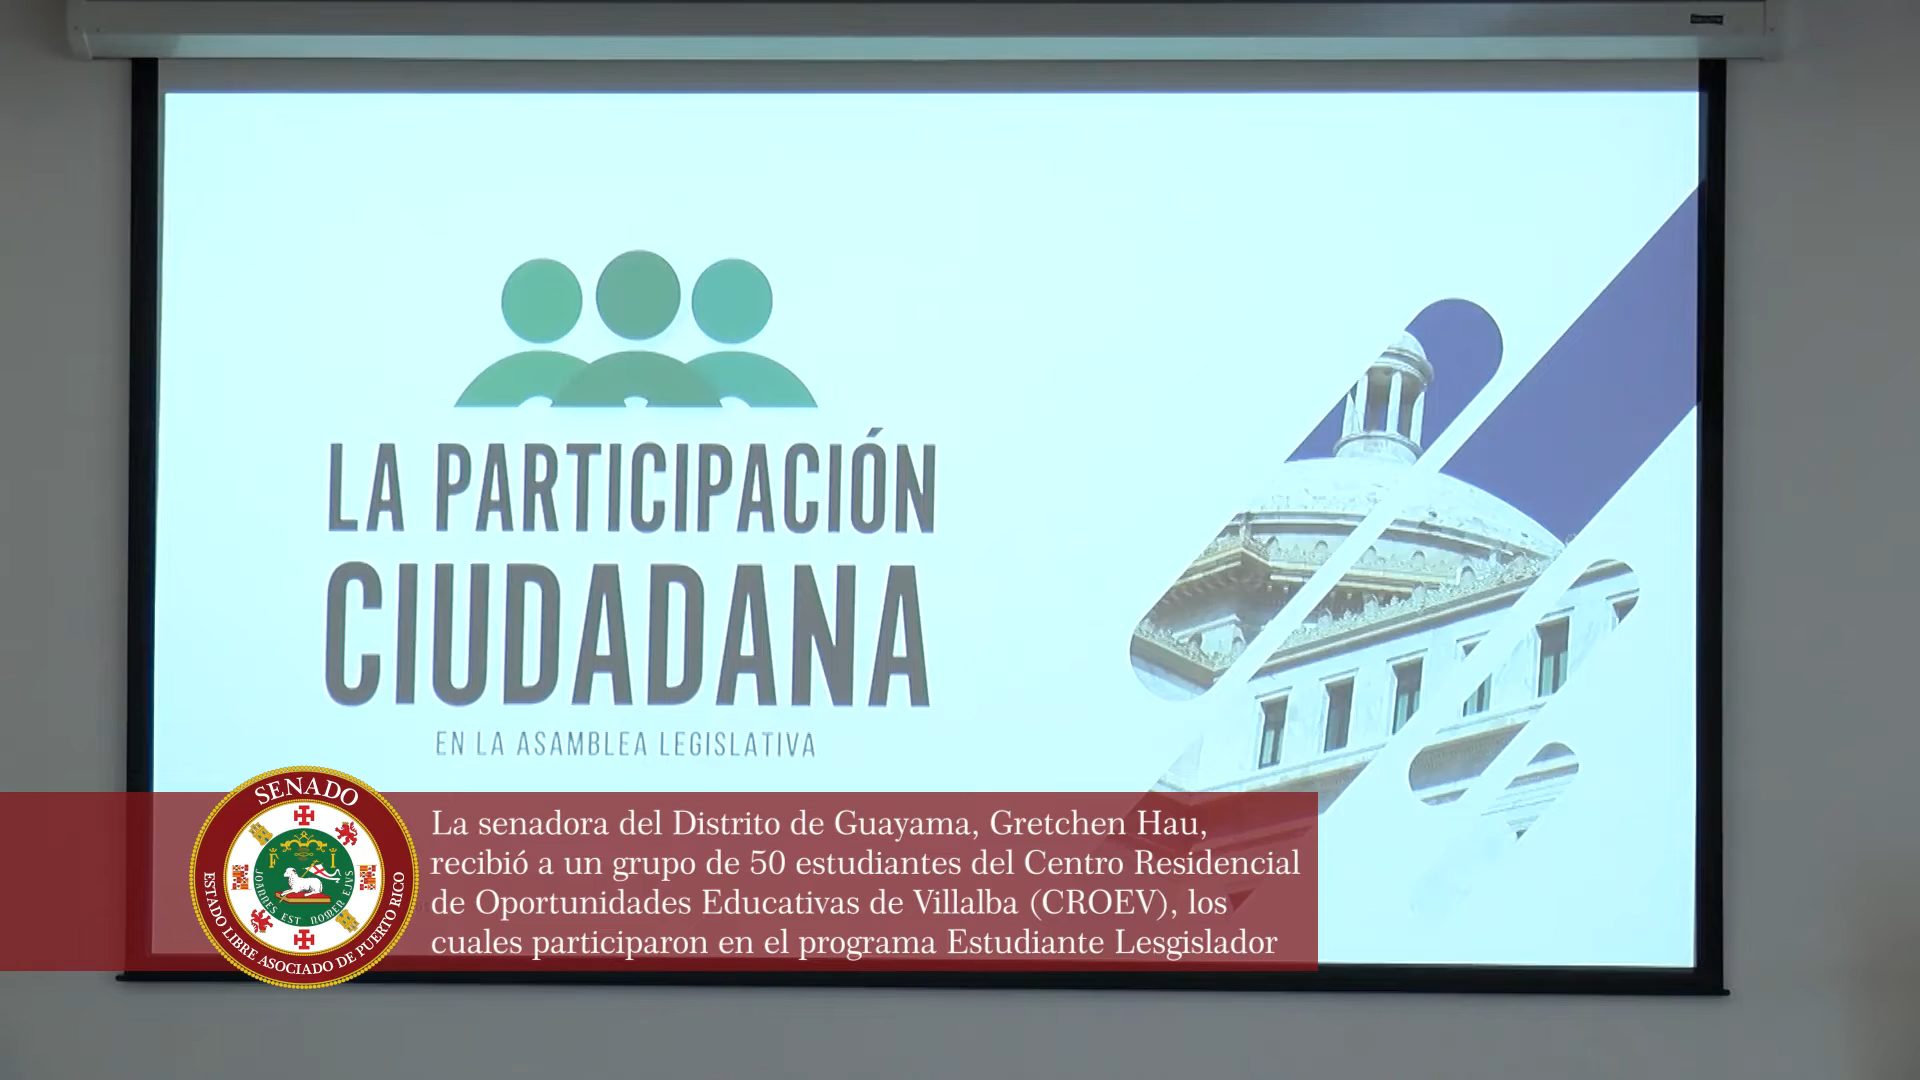 LA PARTICIPACIÓN
CIUDADANA
EN LA ASAMBLEA LEGISLATIVA
SENADO
ESTADO LIBRE ASOCIADO DE PUERTO RICO
F I
JOANNES EST NOMEN EJVS
La senadora del Distrito de Guayama, Gretchen Hau,
recibió a un grupo de 50 estudiantes del Centro Residencial
de Oportunidades Educativas de Villalba (CROEV), los
cuales participaron en el programa Estudiante Lesgislador